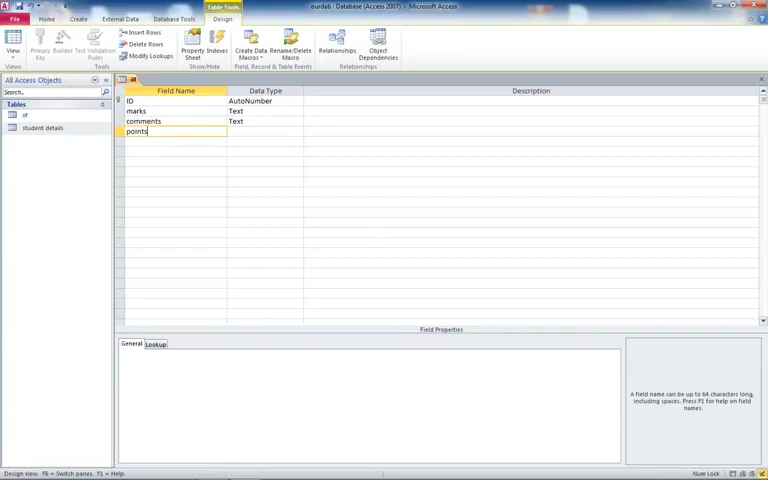 Table Tools
ourdab : Database (Access 2007) - Microsoft Access
File Home Create External Data Database Tools Design
View
Primary Key
Builder
Test Validation Rules
Insert Rows
Delete Rows
Modify Lookups
Property Sheet
Indexes
Create Data Macros
Rename/Delete Macro
Relationships
Object Dependencies
Views Tools Show/Hide Field, Record & Table Events Relationships
All Access Objects
Search...
Tables
student details
Field Name Data Type Description
ID AutoNumber
marks Text
comments Text
points
Field Properties
General Lookup
A field name can be up to 64 characters long,
including spaces. Press F1 for help on field
names.
Design view. F6 = Switch panes. F1 = Help.
Num Lock